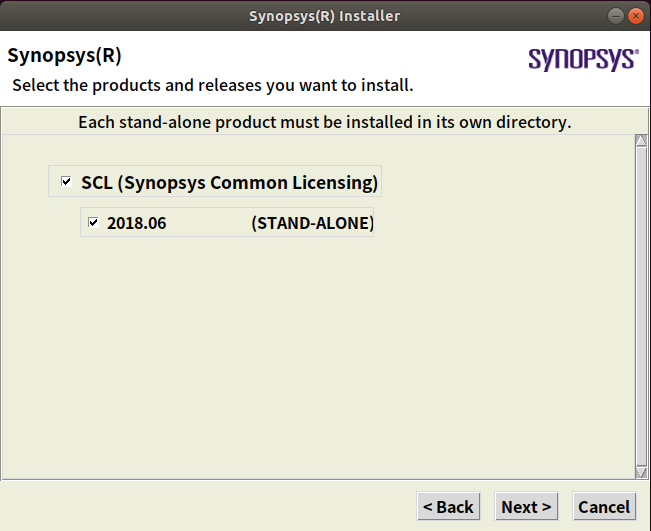 Synopsys(R) Installer
Synopsys(R)
SYNOPSYS®
Select the products and releases you want to install.
Each stand-alone product must be installed in its own directory.
SCL (Synopsys Common Licensing)
2018.06 (STAND-ALONE)
< Back Next > Cancel